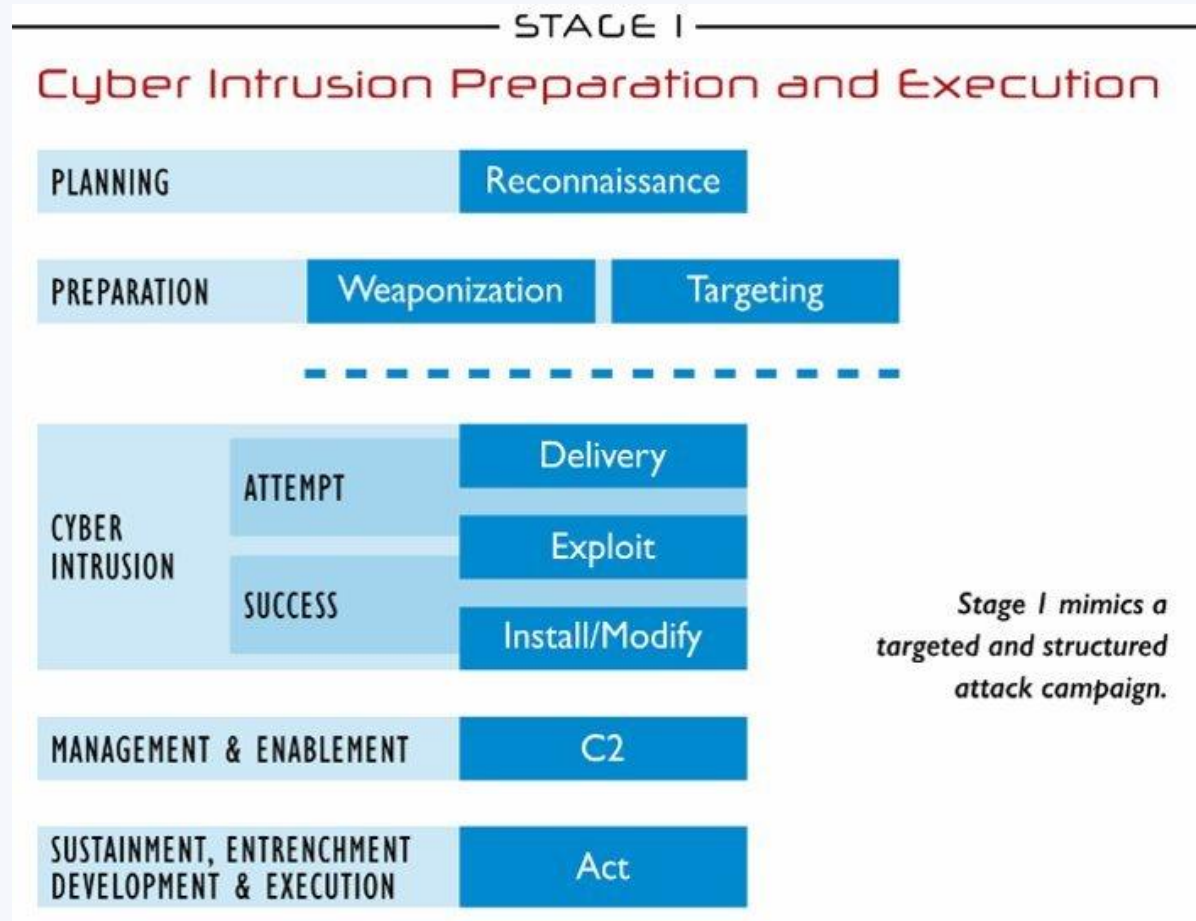 STAGE 1
Cyber Intrusion Preparation and Execution
PLANNING
Reconnaissance
PREPARATION
Weaponization
Targeting
CYBER
INTRUSION
ATTEMPT
SUCCESS
Delivery
Exploit
Install/Modify
Stage 1 mimics a
targeted and structured
attack campaign.
MANAGEMENT & ENABLEMENT
C2
SUSTAINMENT, ENTRENCHMENT
DEVELOPMENT & EXECUTION
Act